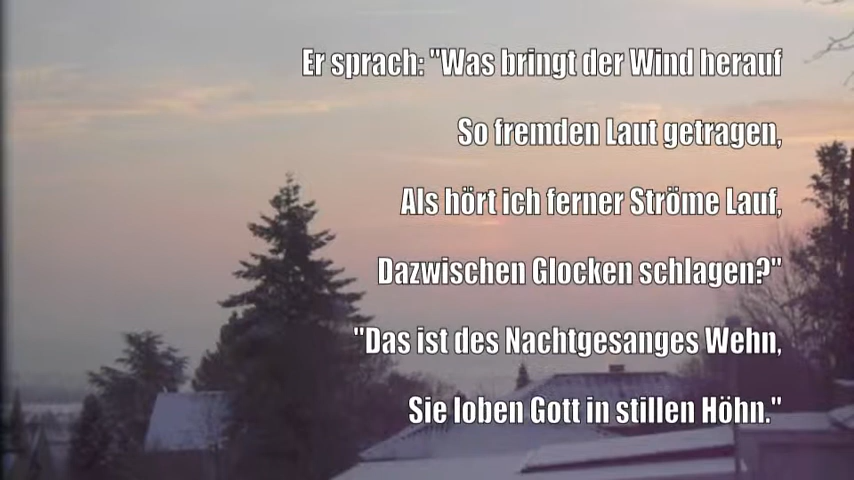 Er sprach: "Was bringt der Wind herauf
So fremden Laut getragen,
Als hört ich ferner Ströme Lauf,
Dazwischen Glocken schlagen?"
"Das ist des Nachtgesanges Wehn,
Sie loben Gott in stillen Höhn."